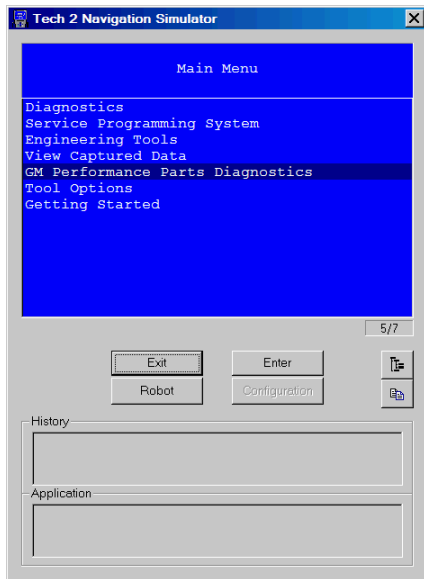 Tech 2 Navigation Simulator
Main Menu
Diagnostics
Service Programming System
Engineering Tools
View Captured Data
GM Performance Parts Diagnostics
Tool Options
Getting Started
5/7
Exit
Enter
Robot
Configuration
History
Application